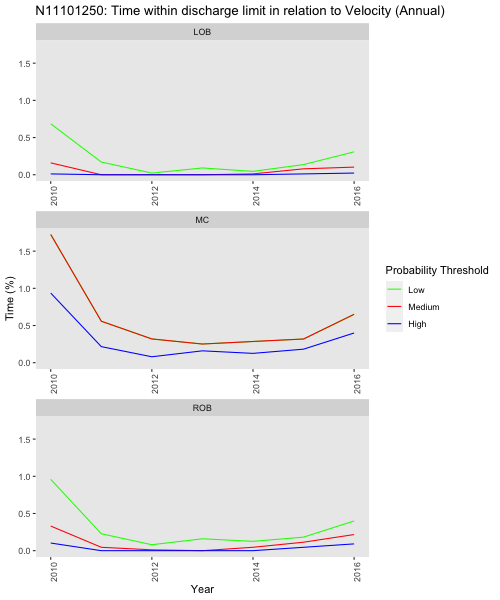 N11101250: Time within discharge limit in relation to Velocity (Annual)
LOB
1.5
1.0
0.5
0.0
2010
2012
2014
2016
MC
1.5
1.0
0.5
0.0
2010
2012
2014
2016
ROB
1.5
1.0
0.5
0.0
2010
2012
2014
2016
Time (%)
Year
Probability Threshold
Low
Medium
High